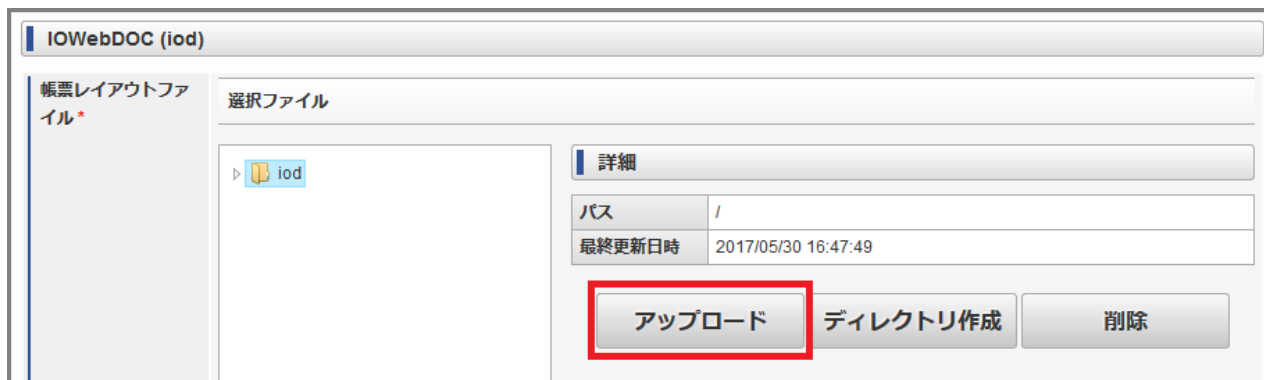 IOWebDOC (iod)
帳票レイアウトファ
イル*
選択ファイル
iod
詳細
パス /
最終更新日時 2017/05/30 16:47:49
アップロード ディレクトリ作成 削除